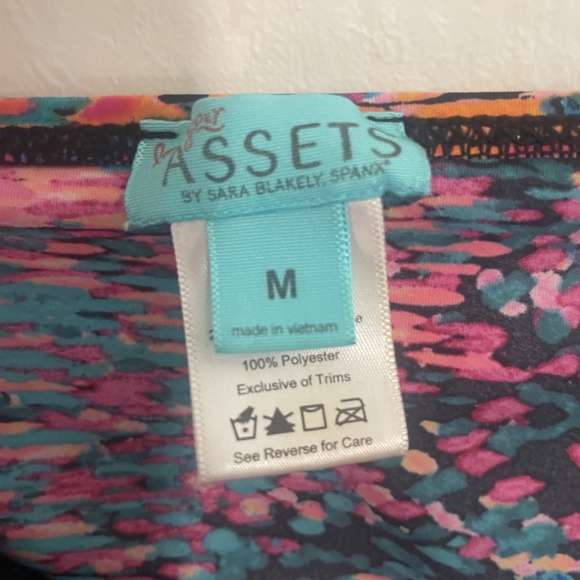 ASSETS
BY SARA BLAKELY, SPANX
M
made in vietnam
100% Polyester
Exclusive of Trims
See Reverse for Care